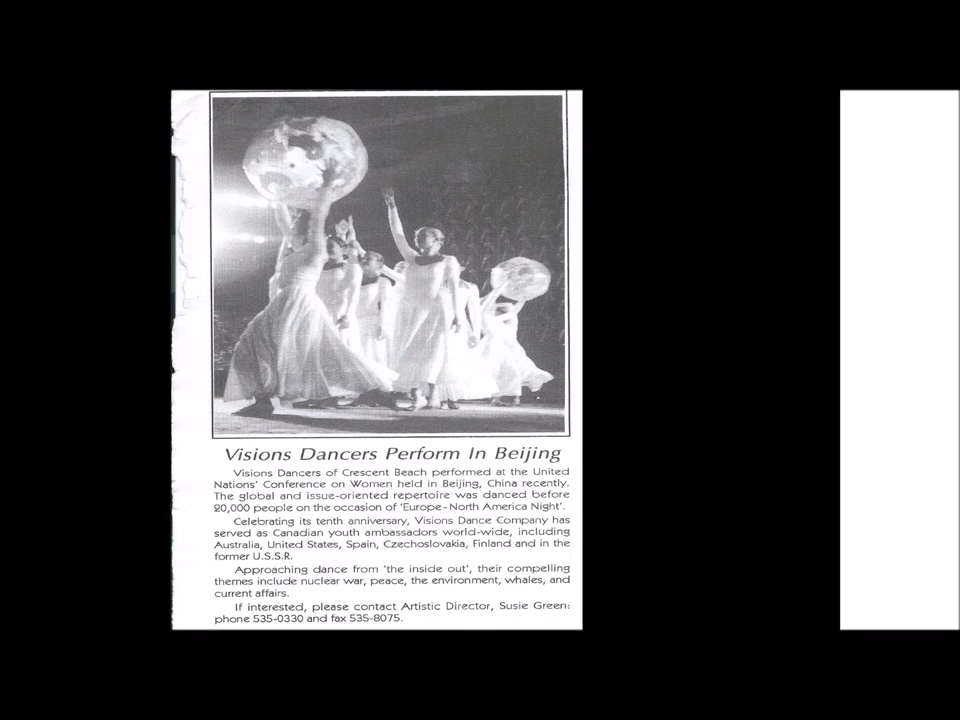 Visions Dancers Perform In Beijing
Visions Dancers of Crescent Beach performed at the United
Nations' Conference on Women held in Beijing, China recently.
The global and issue-oriented repertoire was danced before
20,000 people on the occasion of 'Europe-North America Night'.
Celebrating its tenth anniversary, Visions Dance Company has
served as Canadian youth ambassadors world-wide, including
Australia, United States, Spain, Czechoslovakia, Finland and in the
former U.S.S.R.
Approaching dance from 'the inside out', their compelling
themes include nuclear war, peace, the environment, whales, and
current affairs.
If interested, please contact Artistic Director, Susie Green:
phone 535-0330 and fax 535-8075.